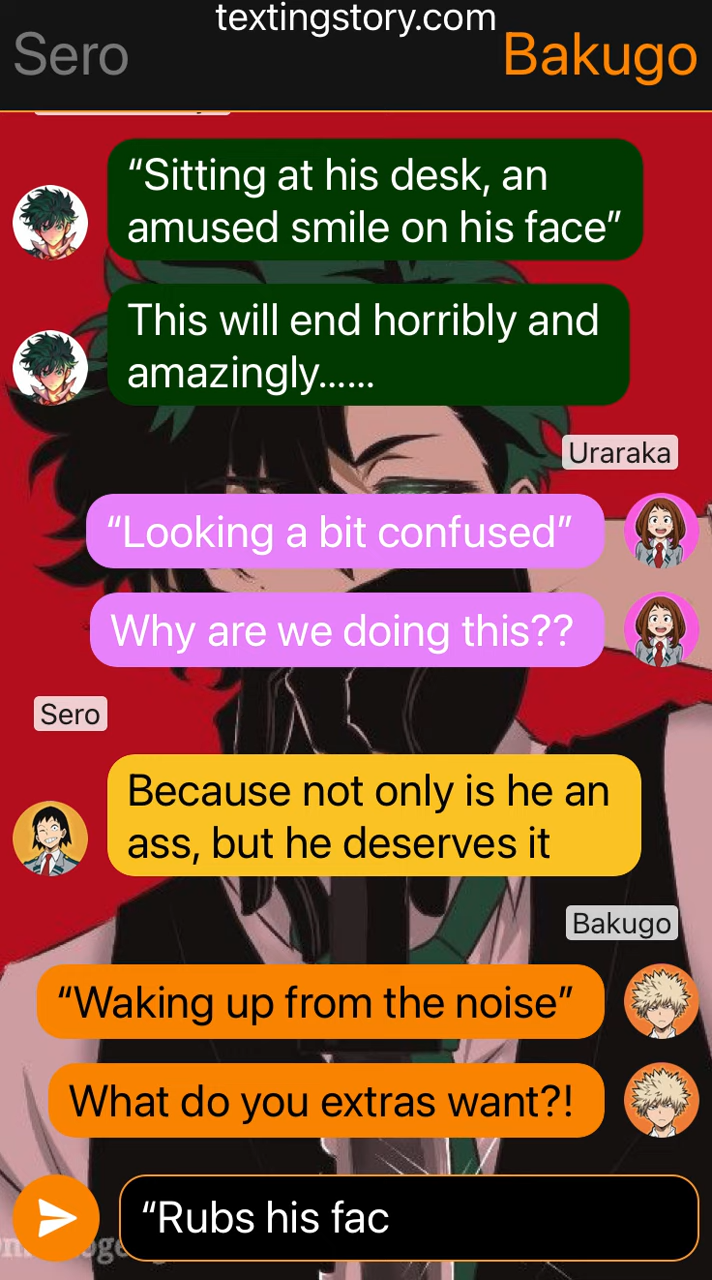 textingstory.com
Sero
Bakugo
“Sitting at his desk, an
amused smile on his face”
This will end horribly and
amazingly......
Uraraka
“Looking a bit confused”
Why are we doing this??
Sero
Because not only is he an
ass, but he deserves it
Bakugo
“Waking up from the noise”
What do you extras want?!
“Rubs his fac